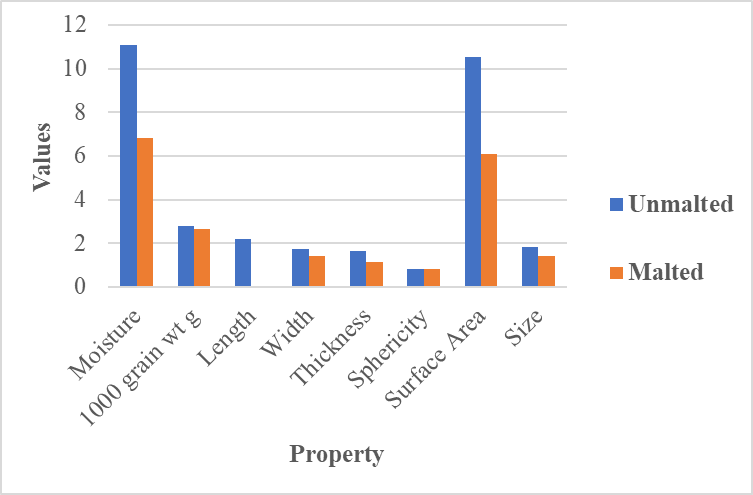 12
10
8
6
4
2
0
Values
Moisture
1000 grain wt g
Length
Width
Thickness
Sphericity
Surface Area
Size
Property
Unmalted
Malted